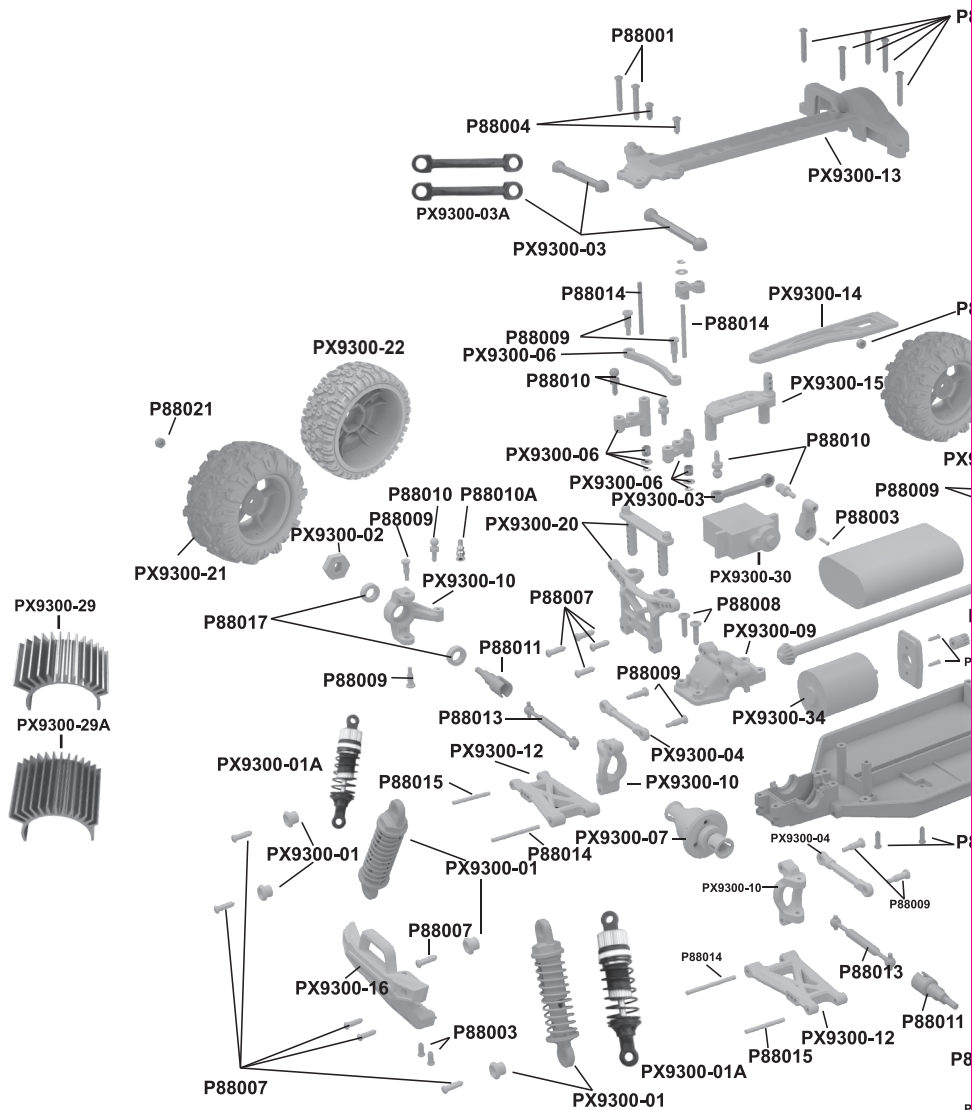 P88001
P88004
PX9300-13
PX9300-03A
PX9300-03
P88014
PX9300-14
P88014
P88009
PX9300-22
PX9300-06
P88010
PX9300-15
P88021
P88010
PX9300-06
PX9300-06
P88010
P88010A
PX9300-03
P88009
P88009
PX9300-02
PX9300-20
P88003
PX9300-21
PX9300-10
PX9300-30
PX9300-29
P88007
P88008
P88017
PX9300-09
P88011
P88009
P88009
P88013
PX9300-34
PX9300-29A
PX9300-12
PX9300-04
PX9300-01A
P88015
PX9300-10
PX9300-07
PX9300-04
P88014
PX9300-01
PX9300-01
PX9300-10
P88009
P88007
P88014
P88013
PX9300-16
P88011
P88003
PX9300-12
P88015
PX9300-01A
P88007
PX9300-01